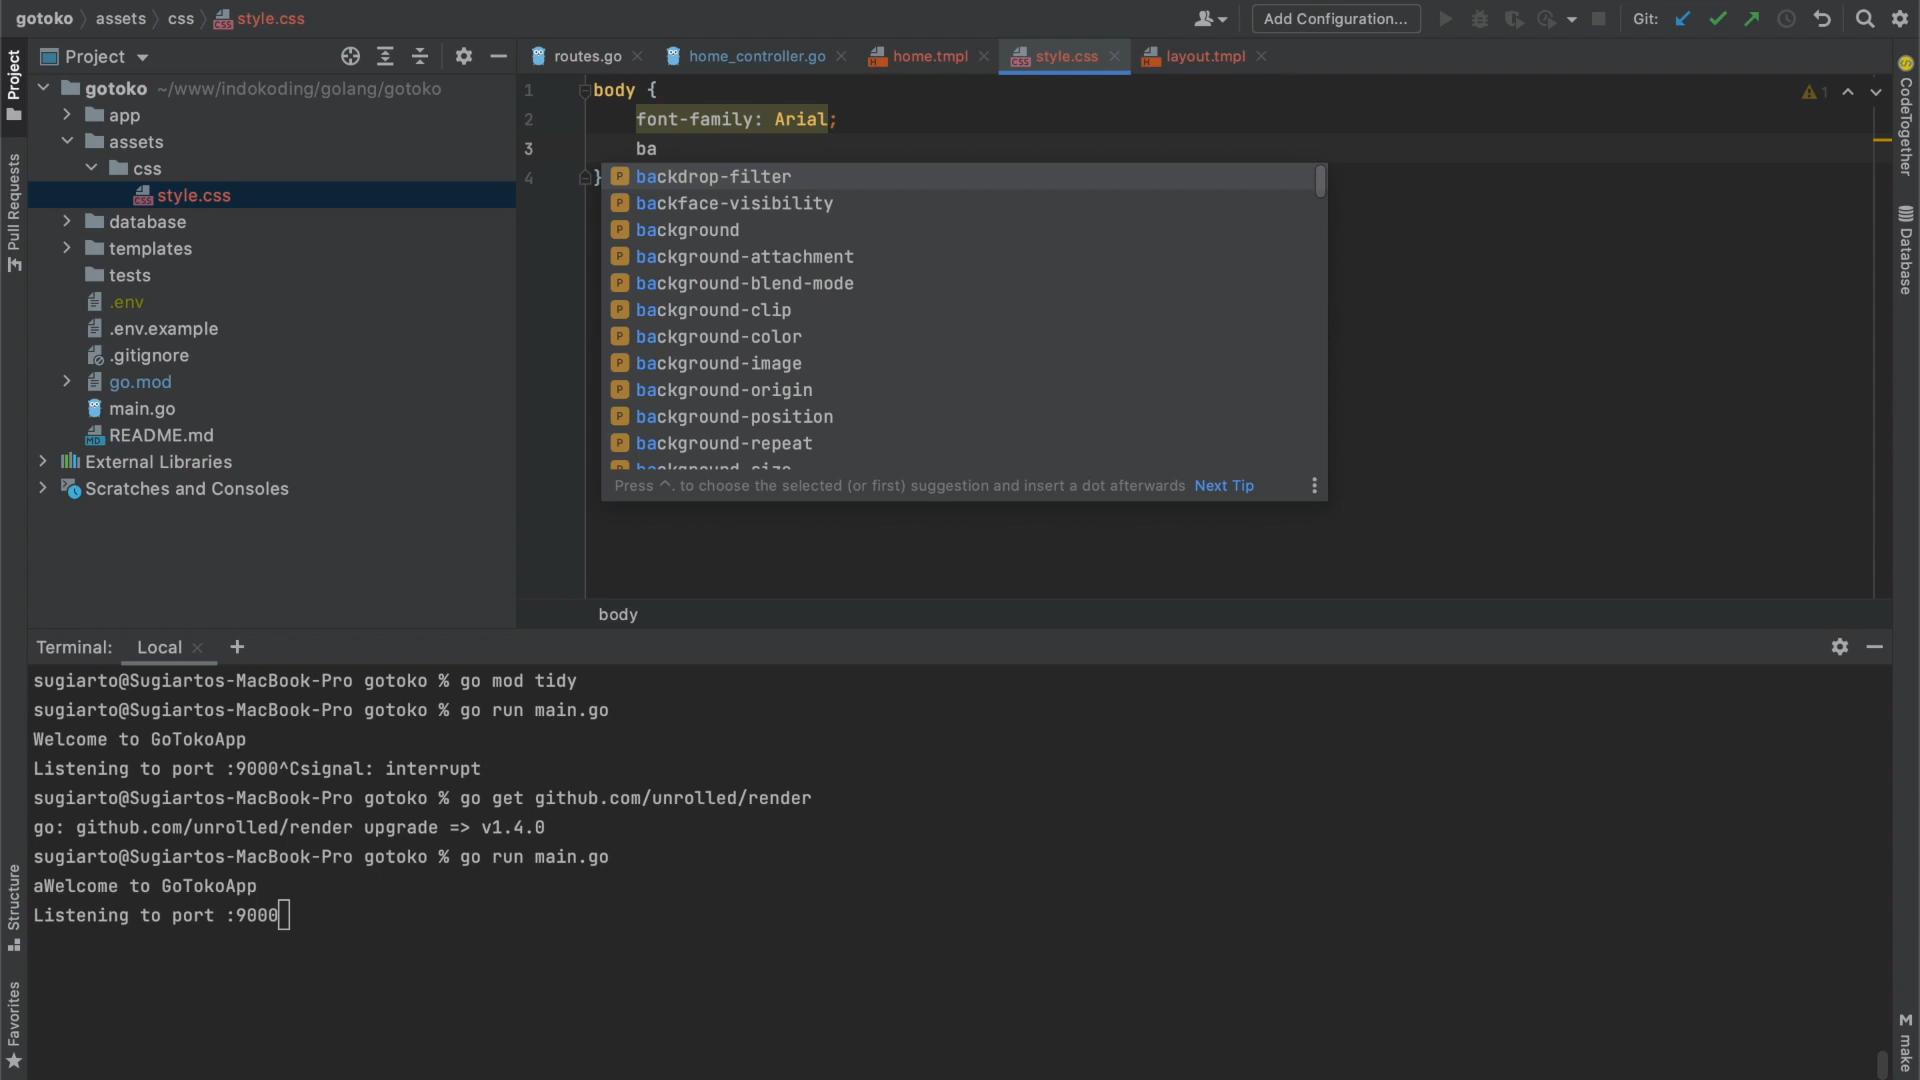 gotoko
assets
css
style.css
Add Configuration...
Git:
Project
Project
routes.go
home_controller.go
home.tmpl
style.css
layout.tmpl
gotoko ~/www/indokoding/golang/gotoko
app
assets
css
style.css
database
templates
tests
.env
.env.example
.gitignore
go.mod
main.go
README.md
External Libraries
Scratches and Consoles
Pull Requests
1 body {
2 font-family: Arial;
3 ba
4 }
1
backdrop-filter
backface-visibility
background
background-attachment
background-blend-mode
background-clip
background-color
background-image
background-origin
background-position
background-repeat
background-size
Press ^. to choose the selected (or first) suggestion and insert a dot afterwards Next Tip
body
CodeTogether
Database
Terminal: Local
sugiarto@Sugiartos-MacBook-Pro gotoko % go mod tidy
sugiarto@Sugiartos-MacBook-Pro gotoko % go run main.go
Welcome to GoTokoApp
Listening to port :9000^Csignal: interrupt
sugiarto@Sugiartos-MacBook-Pro gotoko % go get github.com/unrolled/render
go: github.com/unrolled/render upgrade => v1.4.0
sugiarto@Sugiartos-MacBook-Pro gotoko % go run main.go
aWelcome to GoTokoApp
Listening to port :9000
Structure
Favorites
M make